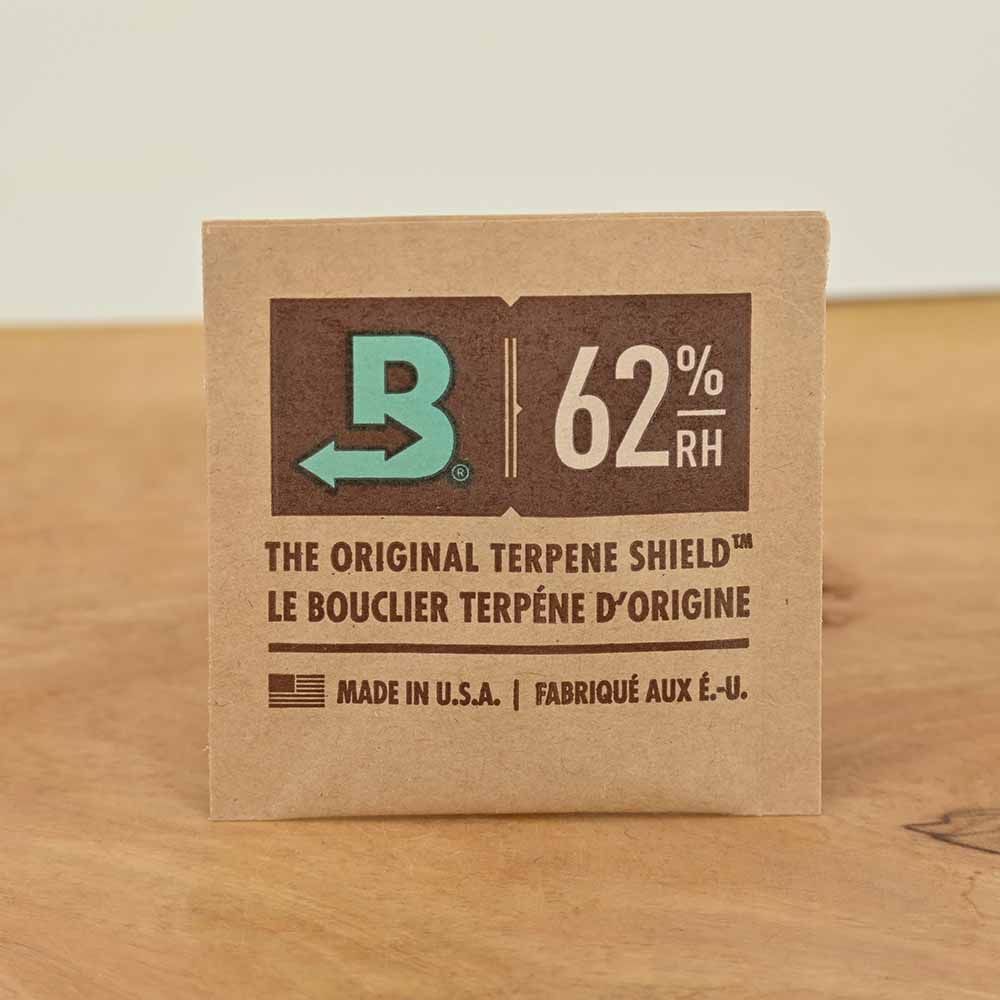 B®
62%
RH
THE ORIGINAL TERPENE SHIELD™
LE BOUCLIER TERPÉNE D'ORIGINE
MADE IN U.S.A. | FABRIQUÉ AUX É.-U.